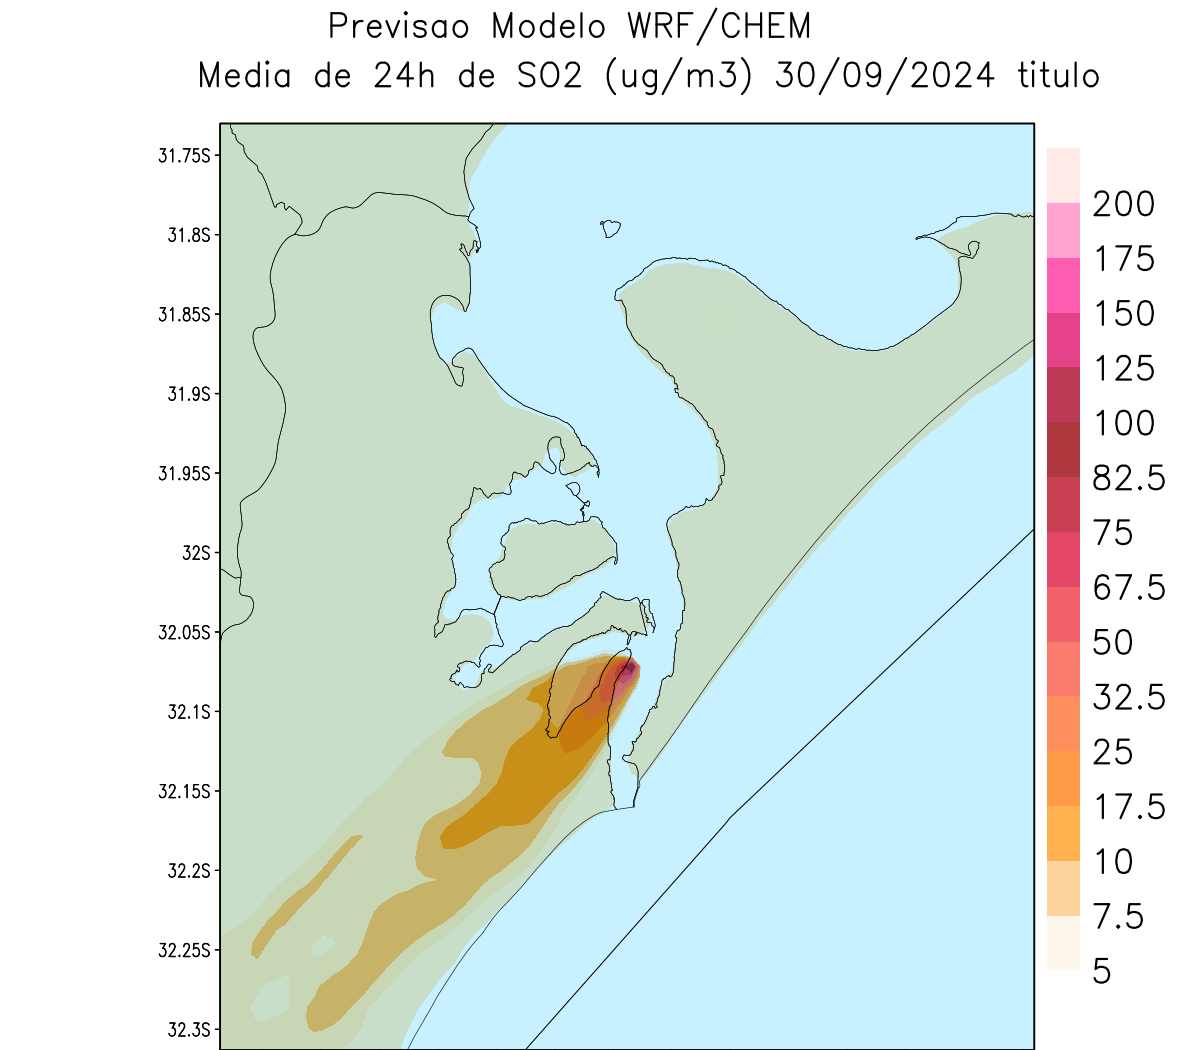 Previsao Modelo WRF/CHEM
Media de 24h de SO2 (ug/m3) 30/09/2024 titulo
31.75S
31.8S
31.85S
31.9S
31.95S
32S
32.05S
32.1S
32.15S
32.2S
32.25S
32.3S
200
175
150
125
100
82.5
75
67.5
50
32.5
25
17.5
10
7.5
5